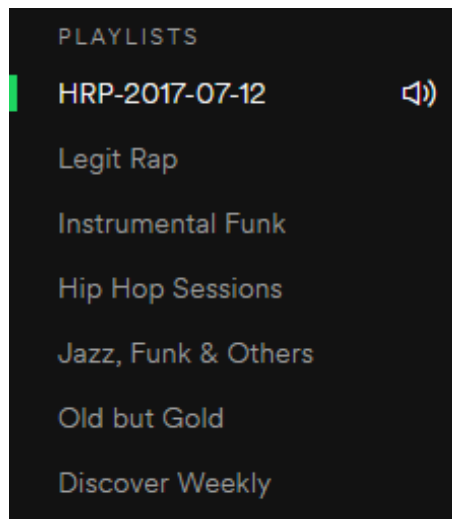 PLAYLISTS
HRP-2017-07-12
Legit Rap
Instrumental Funk
Hip Hop Sessions
Jazz, Funk & Others
Old but Gold
Discover Weekly